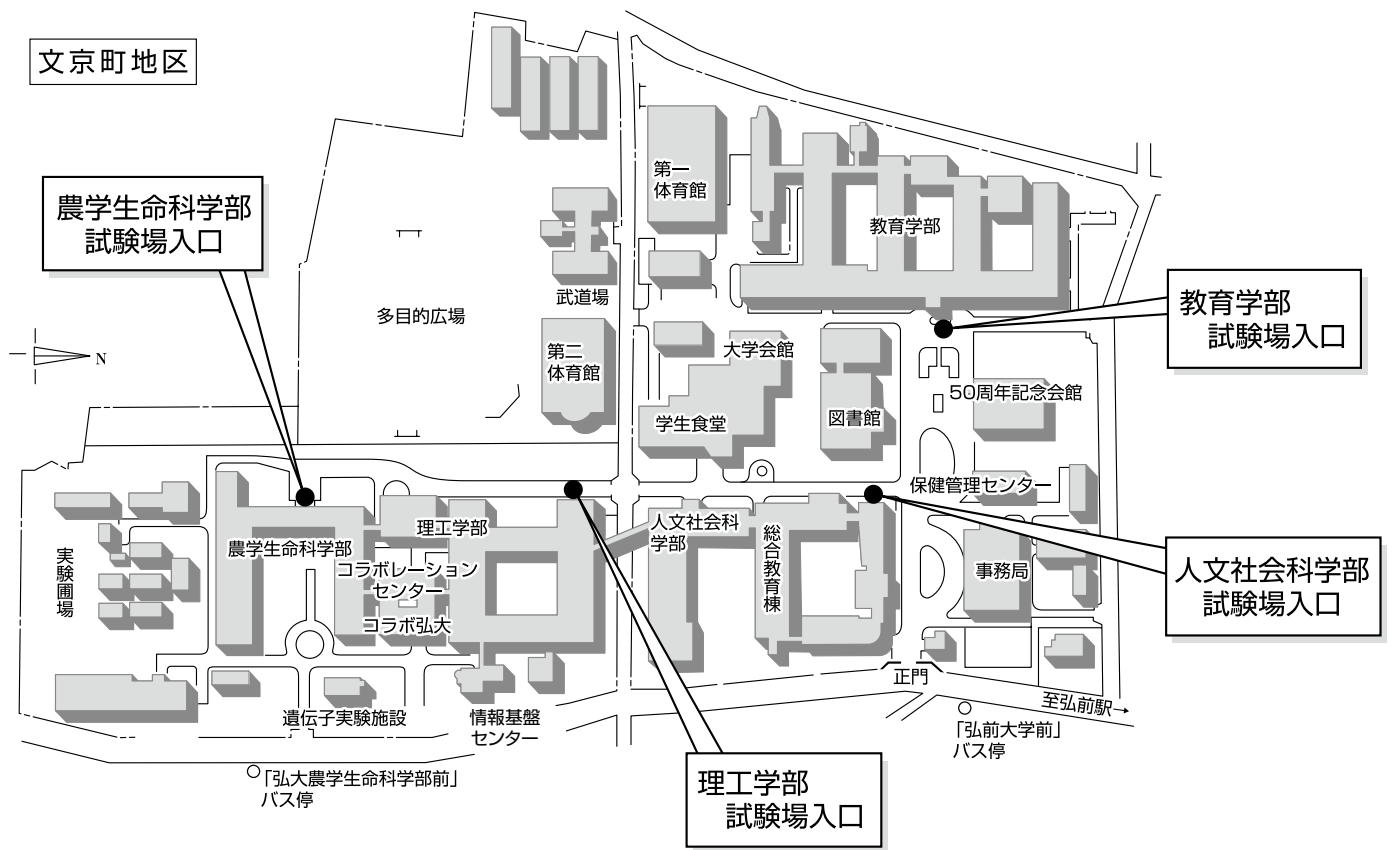 文京町地区
農学生命科学部
試験場入口
第一
体育館
教育学部
武道場
多目的広場
N
教育学部
試験場入口
大学会館
第二
体育館
50周年記念会館
学生食堂
図書館
保健管理センター
理工学部
人文社会科
学部
総合教育棟
農学生命科学部
コラボレーション
センター
コラボ弘大
実験圃場
事務局
人文社会科学部
試験場入口
正門
至弘前駅→
「弘前大学前」
バス停
遺伝子実験施設
情報基盤
センター
「弘大農学生命科学部前」
バス停
理工学部
試験場入口